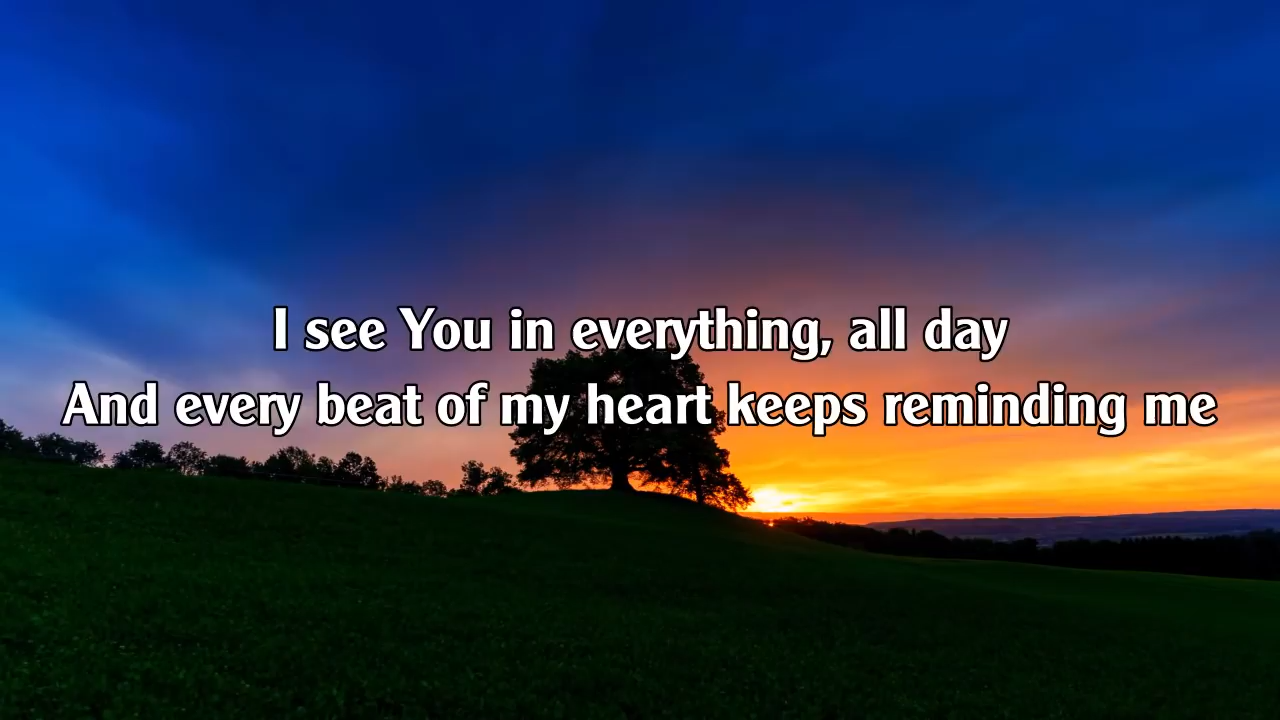 I see You in everything, all day
And every beat of my heart keeps reminding me